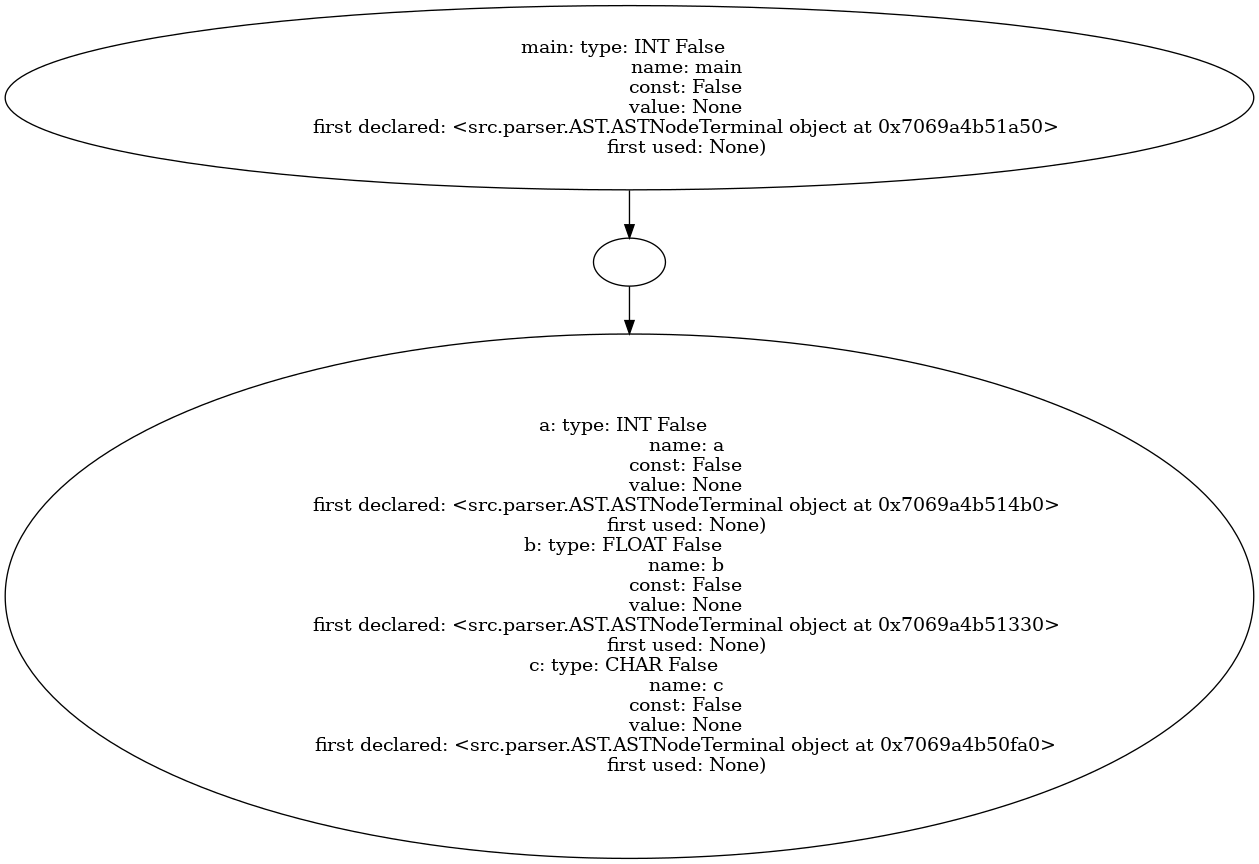 main: type: INT False
name: main
const: False
value: None
first declared: <src.parser.AST.ASTNodeTerminal object at 0x7069a4b51a50>
first used: None)
a: type: INT False
name: a
const: False
value: None
first declared: <src.parser.AST.ASTNodeTerminal object at 0x7069a4b514b0>
first used: None)
b: type: FLOAT False
name: b
const: False
value: None
first declared: <src.parser.AST.ASTNodeTerminal object at 0x7069a4b51330>
first used: None)
c: type: CHAR False
name: c
const: False
value: None
first declared: <src.parser.AST.ASTNodeTerminal object at 0x7069a4b50fa0>
first used: None)